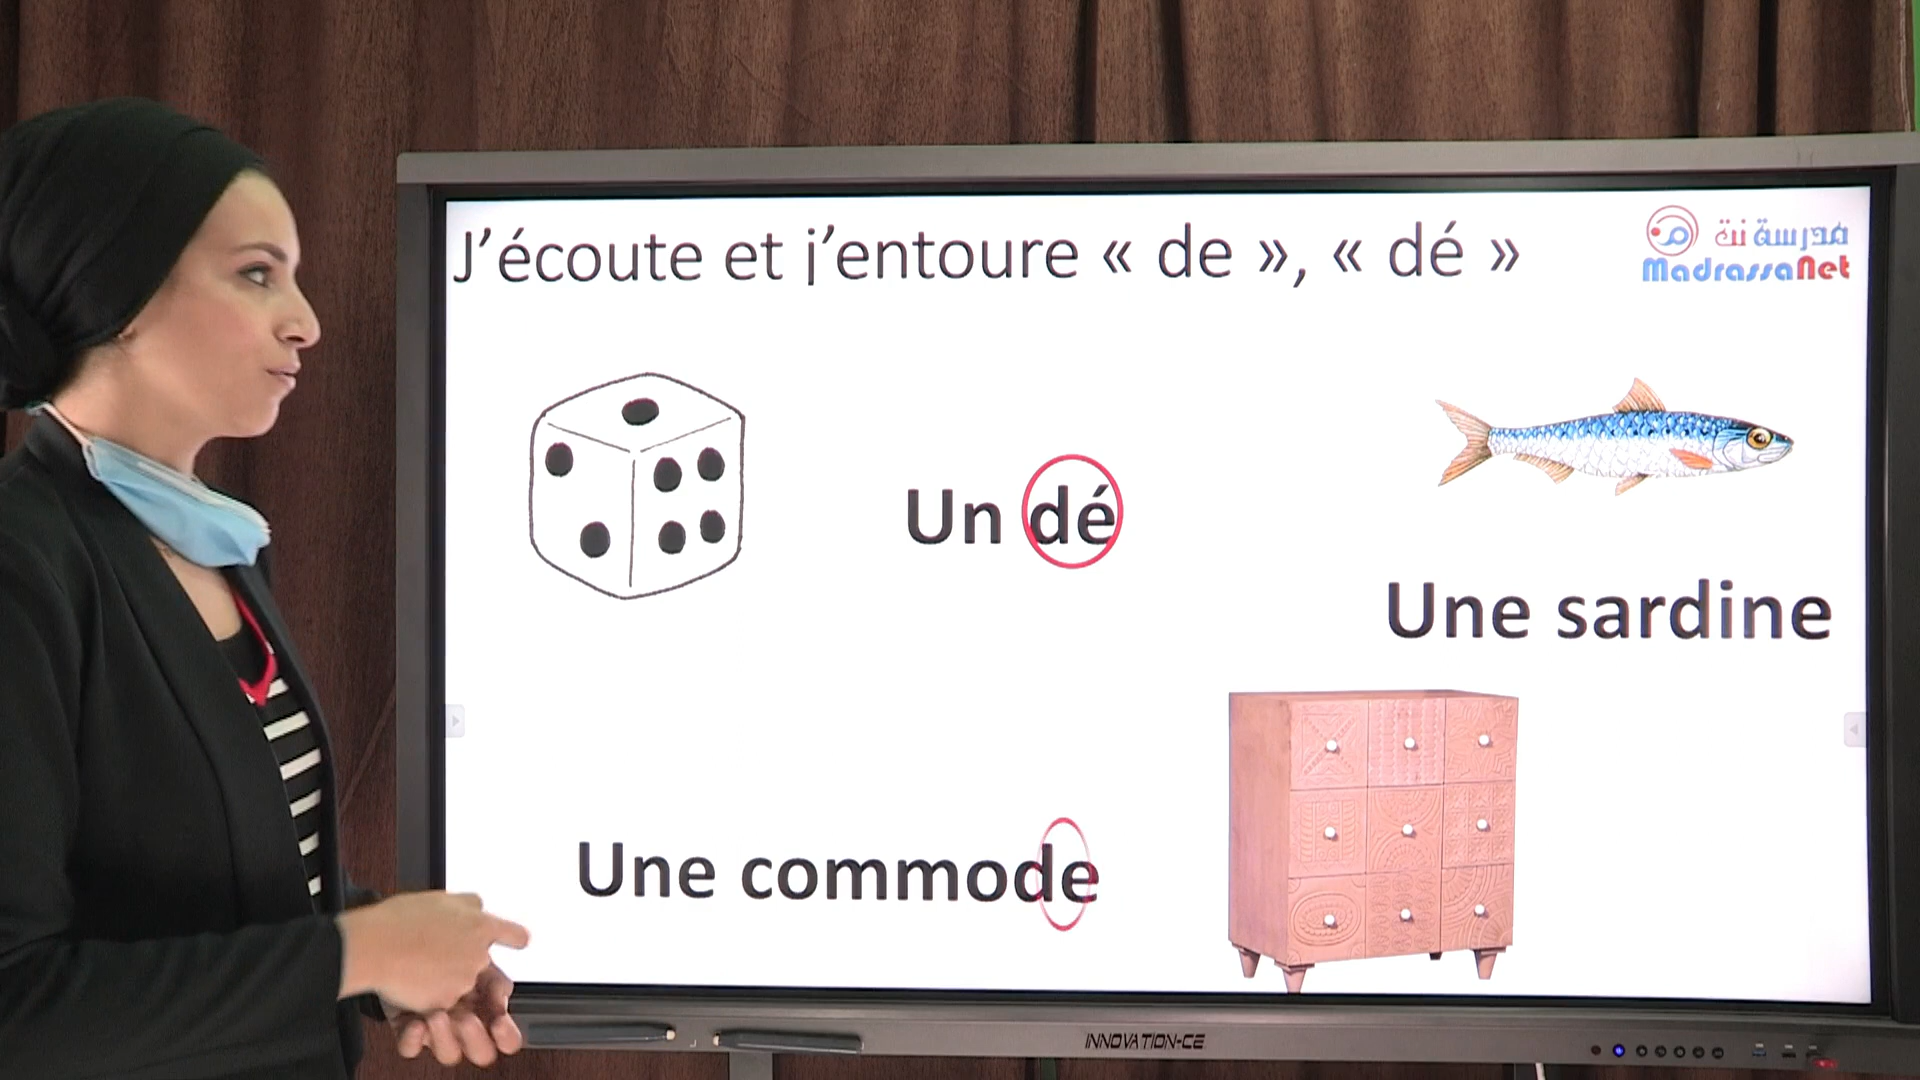 J’écoute et j’entoure « de », « dé »
مدرسة نت
MadrassaNet
Un dé
Une sardine
Une commode
INNOVATION-CE